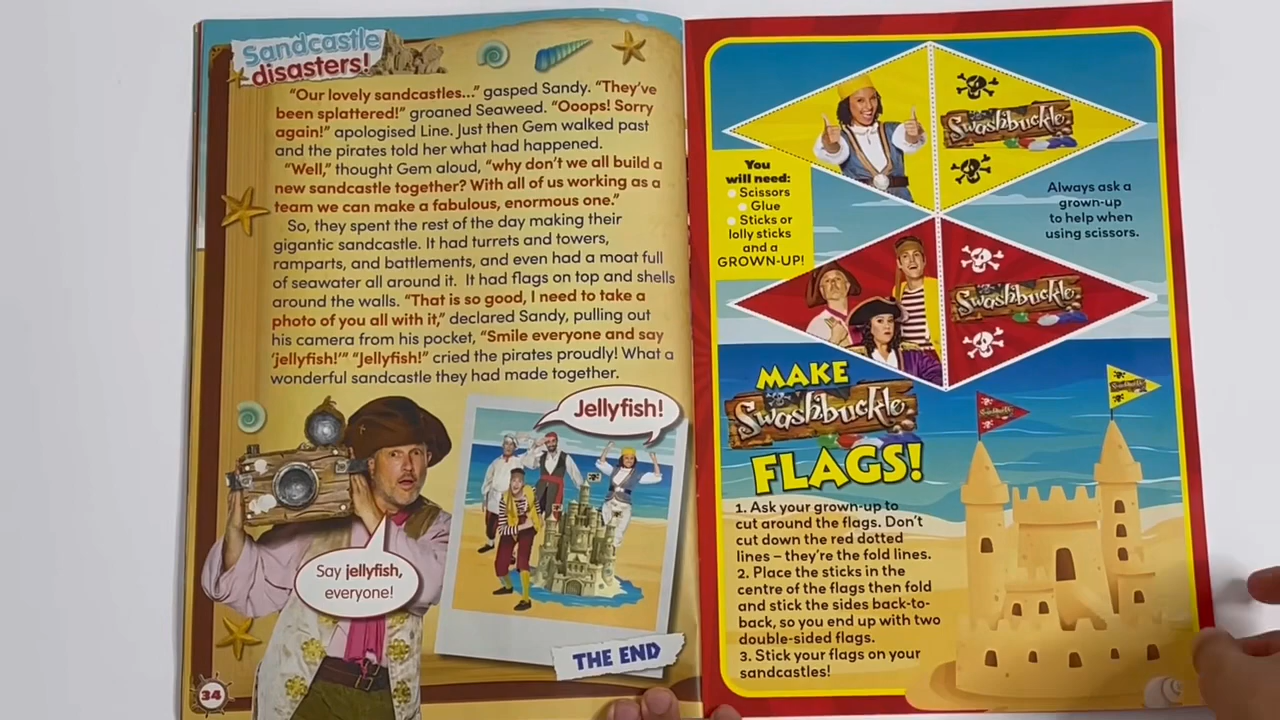 Sandcastle
disasters!
"Our lovely sandcastles..." gasped Sandy. "They've
been splattered!" groaned Seaweed. "Ooops! Sorry
again!" apologised Line. Just then Gem walked past
and the pirates told her what had happened.
"Well," thought Gem aloud, "why don't we all build a
new sandcastle together? With all of us working as a
team we can make a fabulous, enormous one."
So, they spent the rest of the day making their
gigantic sandcastle. It had turrets and towers,
ramparts, and battlements, and even had a moat full
of seawater all around it. It had flags on top and shells
around the walls. "That is so good, I need to take a
photo of you all with it," declared Sandy, pulling out
his camera from his pocket, "Smile everyone and say
'jellyfish!'" "Jellyfish!" cried the pirates proudly! What a
wonderful sandcastle they had made together.
Jellyfish!
Say jellyfish,
everyone!
THE END
34
Swashbuckle
You
will need:
Scissors
Glue
Sticks or
lolly sticks
and a
GROWN-UP!
Always ask a
grown-up
to help when
using scissors.
Swashbuckle
MAKE
Swashbuckle
FLAGS!
1. Ask your grown-up to
cut around the flags. Don't
cut down the red dotted
lines – they're the fold lines.
2. Place the sticks in the
centre of the flags then fold
and stick the sides back-to-
back, so you end up with two
double-sided flags.
3. Stick your flags on your
sandcastles!
Swashbuckle
Swashbuckle